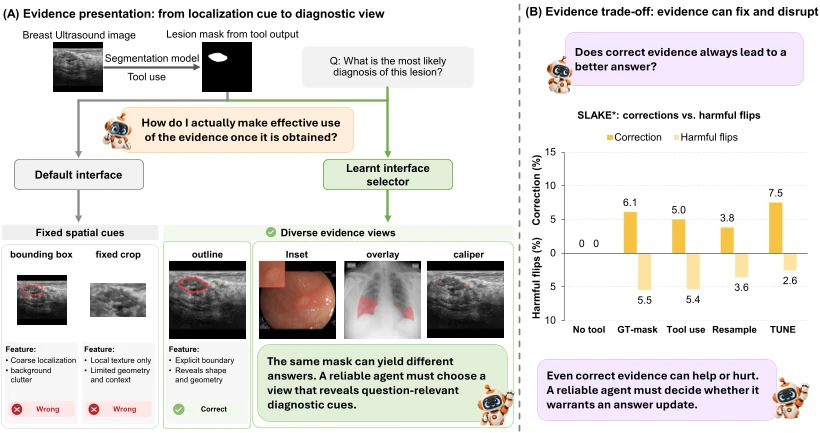 (A) Evidence presentation: from localization cue to diagnostic view
Breast Ultrasound image
Lesion mask from tool output
Segmentation model
Tool use
Q: What is the most likely
diagnosis of this lesion?
How do I actually make effective use
of the evidence once it is obtained?
Default interface
Learnt interface
selector
Fixed spatial cues
Diverse evidence views
bounding box
fixed crop
outline
Inset
overlay
caliper
Feature:
• Coarse localization
• background
clutter
Wrong
Feature:
• Local texture only
• Limited geometry
and context
Wrong
Feature:
• Explicit boundary
• Reveals shape
and geometry
Correct
The same mask can yield different
answers. A reliable agent must choose a
view that reveals question-relevant
diagnostic cues.
(B) Evidence trade-off: evidence can fix and disrupt
Does correct evidence always lead to a
better answer?
SLAKE*: corrections vs. harmful flips
Correction
Harmful flips
Correction (%)
Harmful flips (%)
15
10
5
0
5
10
0 0
6.1
5.5
5.0
5.4
3.8
3.6
7.5
2.6
No tool
GT-mask
Tool use
Resample
TUNE
Even correct evidence can help or hurt.
A reliable agent must decide whether it
warrants an answer update.